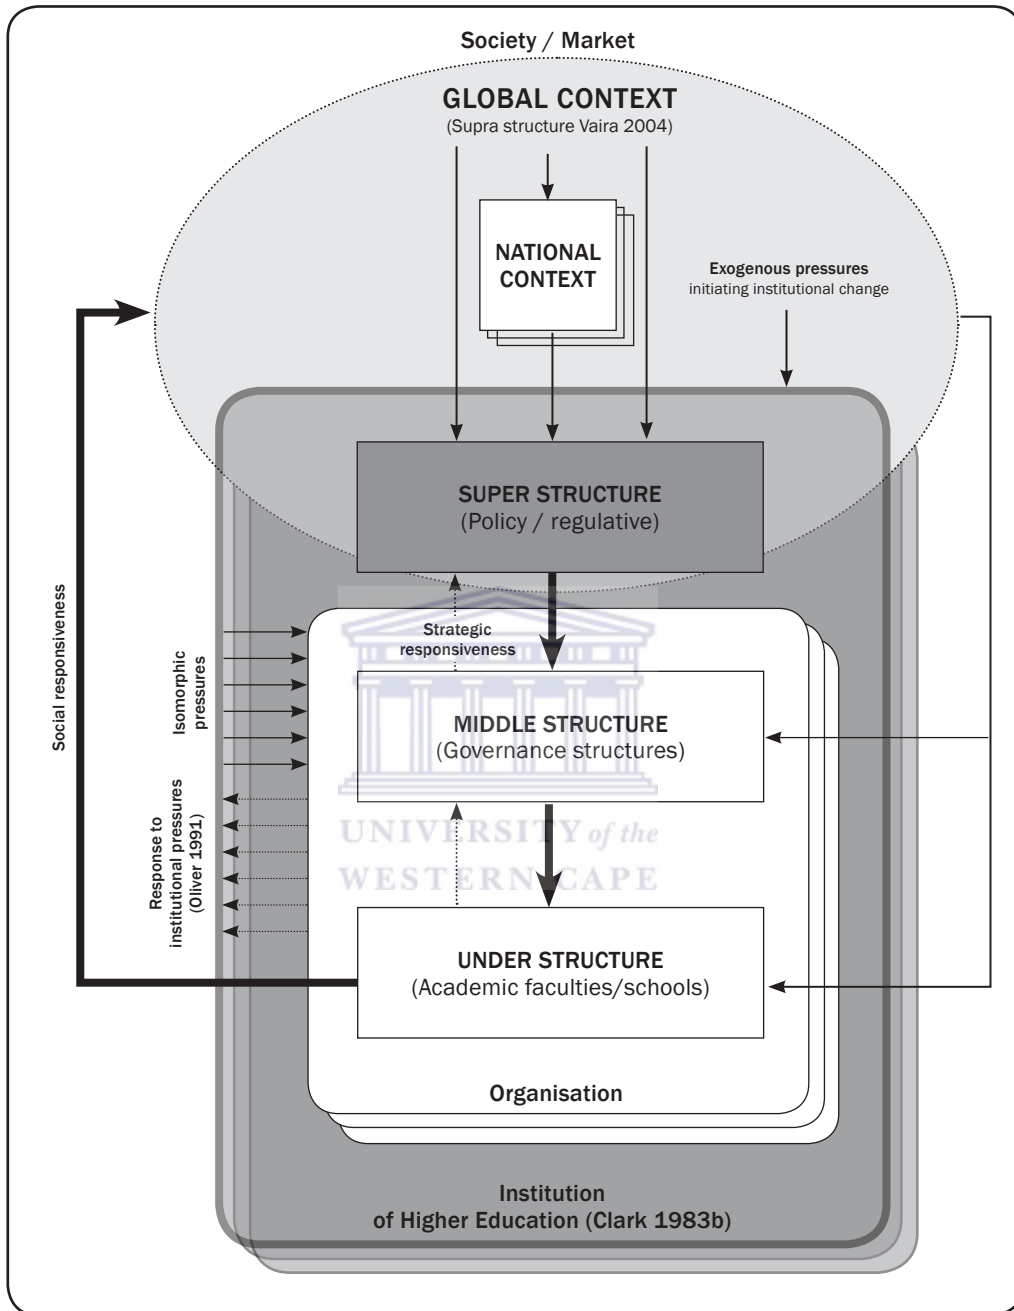 Society / Market
GLOBAL CONTEXT
(Supra structure Vaira 2004)
NATIONAL
CONTEXT
Exogenous pressures
initiating institutional change
SUPER STRUCTURE
(Policy / regulative)
Social responsiveness
Strategic
responsiveness
Isomorphic
pressures
MIDDLE STRUCTURE
(Governance structures)
Response to
institutional pressures
(Oliver 1991)
UNIVERSITY of the
WESTERN CAPE
UNDER STRUCTURE
(Academic faculties/schools)
Organisation
Institution
of Higher Education (Clark 1983b)